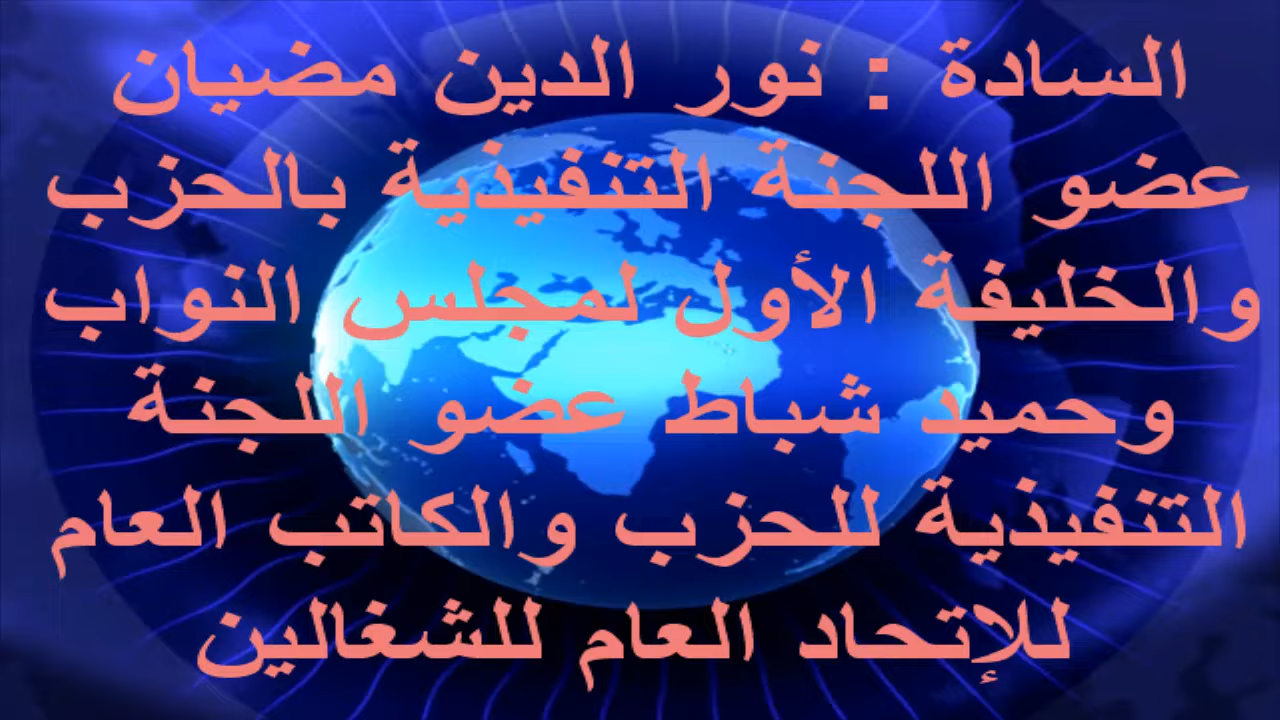 السادة : نور الدين مضيان
عضو اللجنة التنفيذية بالحزب
والخليفة الأول لمجلس النواب
وحميد شباط عضو اللجنة
التنفيذية للحزب والكاتب العام
للإتحاد العام للشغالين